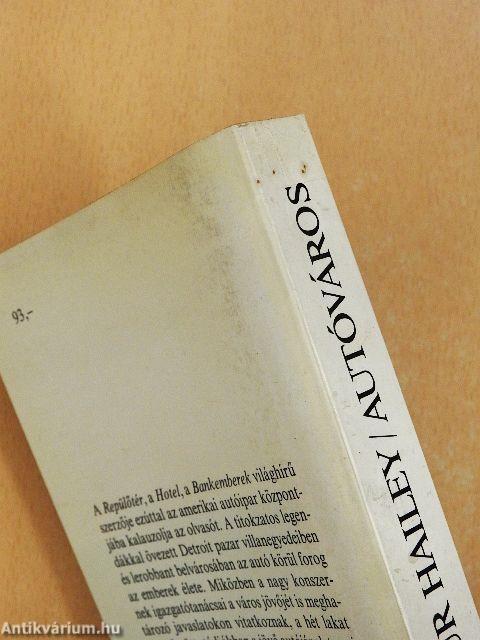 93,-
A Repülőtér, a Hotel, a Bankemberek világhírű
szerzője ezúttal az amerikai autóipar központ-
jába kalauzolja az olvasót. A titokzatos legen-
dákkal övezett Detroit pazar villanegyedeiben
és lerobbant belvárosában az autó körül forog
az emberek élete. Miközben a nagy konszer-
nek igazgatótanácsai a város jövőjét is megha-
tározó javaslatokon vitatkoznak, a hét lakat
UR HAILEY / AUTÓVÁROS
Antikvárium.hu